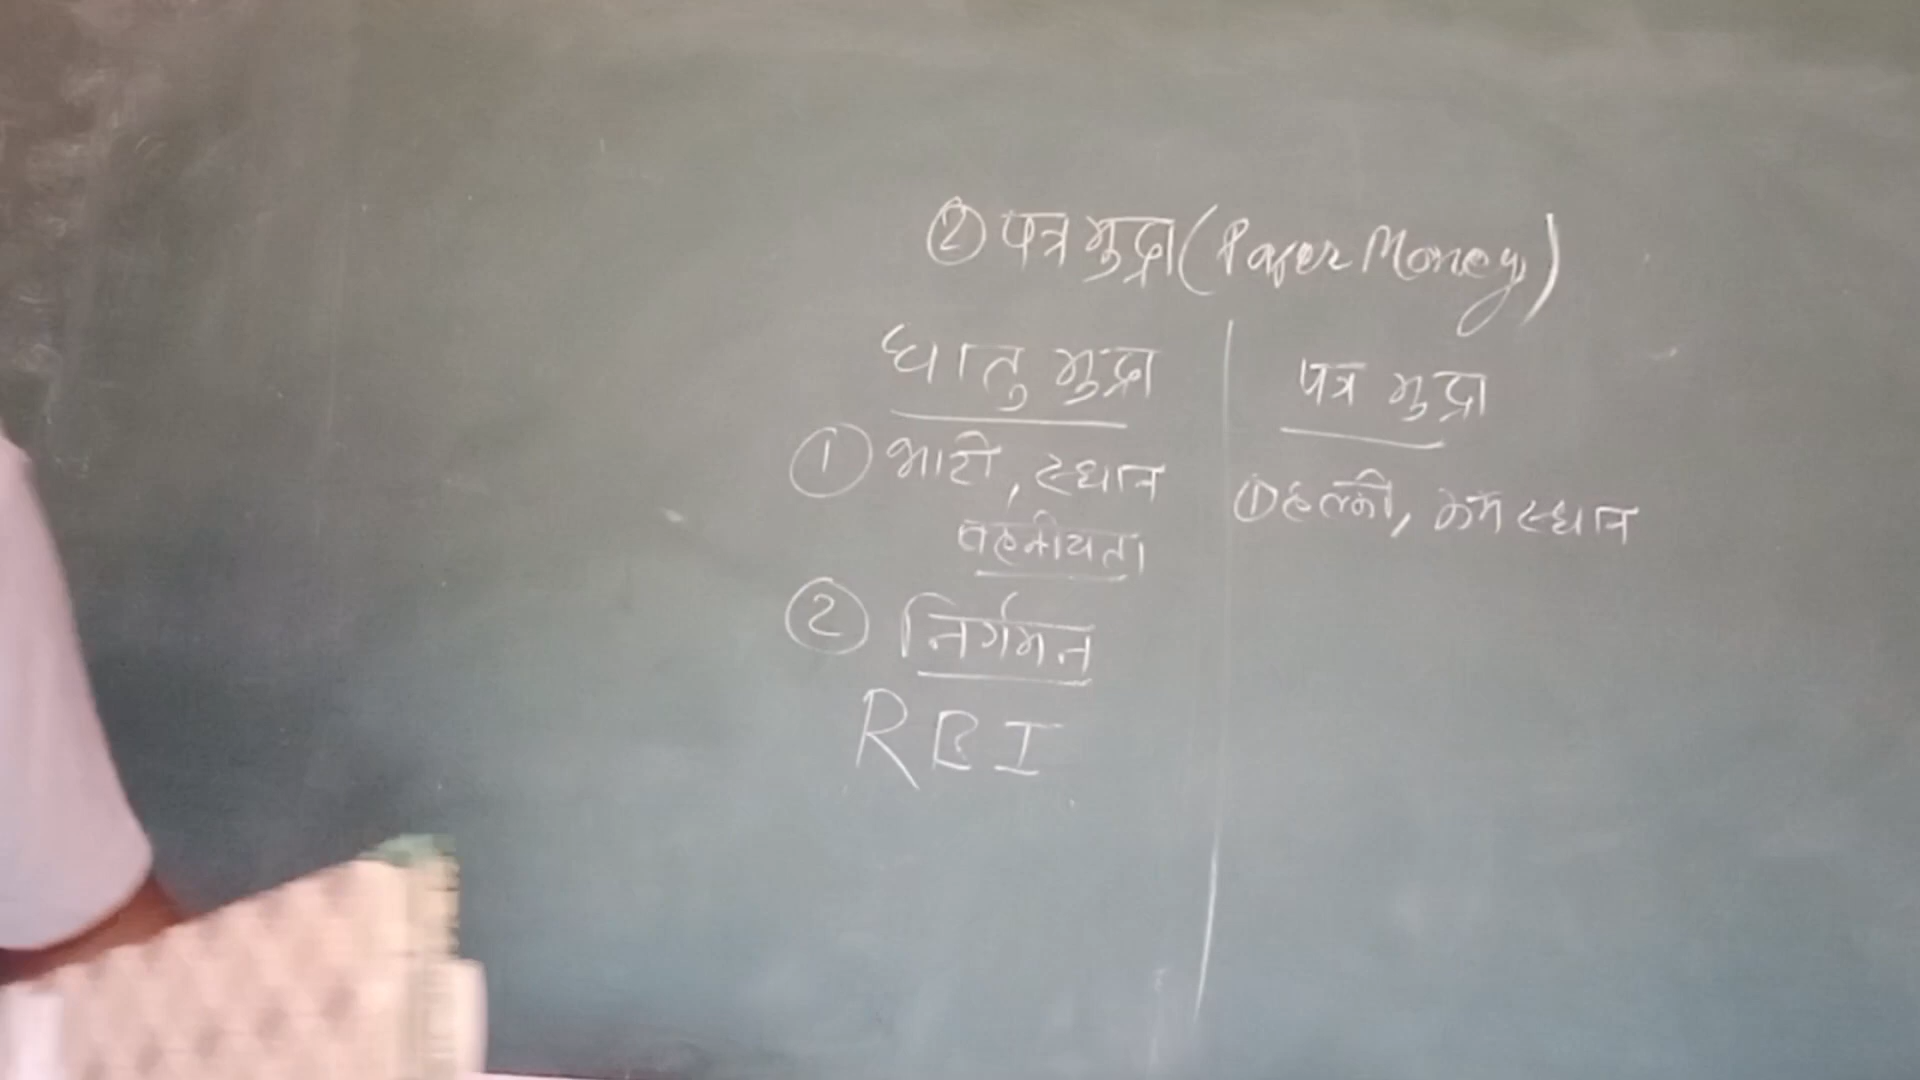 ② पत्र मुद्रा (Paper Money)
धातु मुद्रा
① भारी, स्थान
वहनीयता
② निर्गमन
RBI
पत्र मुद्रा
① हल्की, कम स्थान